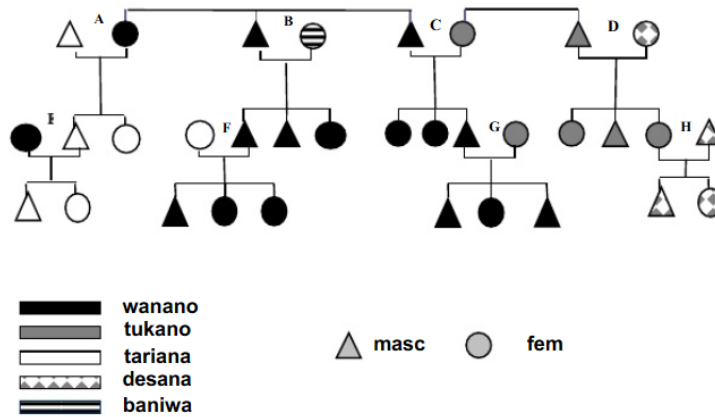 A B C D
E F G H
wanano
tukano
tariana
desana
baniwa
masc fem